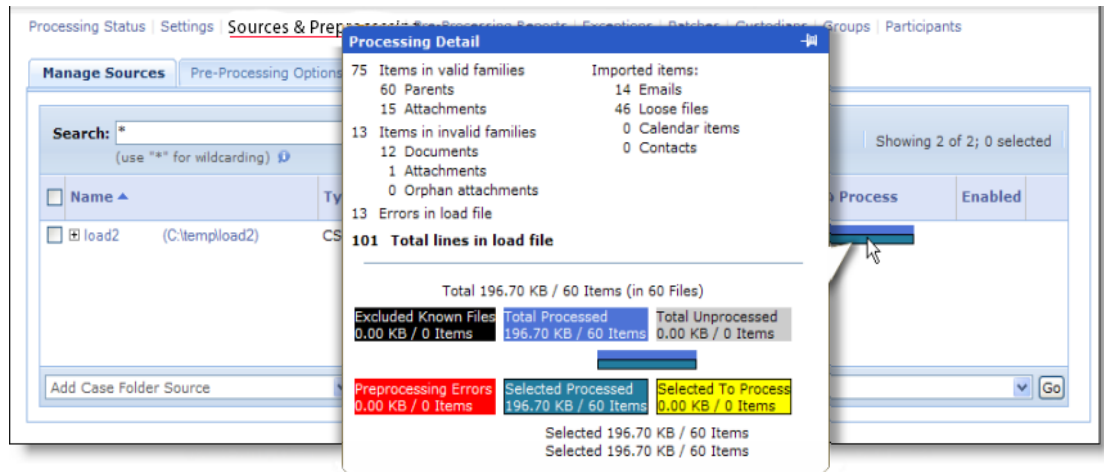 Processing Status | Settings | Sources & Preprocessing Pre-Processing Reports | Exceptions | Batches | Custodians | Groups | Participants
Manage Sources Pre-Processing Options
Search: *
(use "*" for wildcarding)
Showing 2 of 2; 0 selected
Name
Process Enabled
load2 (C:\temp\load2)
Add Case Folder Source
Go
Processing Detail
75 Items in valid families
60 Parents
15 Attachments
13 Items in invalid families
12 Documents
1 Attachments
0 Orphan attachments
13 Errors in load file
101 Total lines in load file
Imported items:
14 Emails
46 Loose files
0 Calendar items
0 Contacts
Total 196.70 KB / 60 Items (in 60 Files)
Excluded Known Files Total Processed Total Unprocessed
0.00 KB / 0 Items 196.70 KB / 60 Items 0.00 KB / 0 Items
Preprocessing Errors Selected Processed Selected To Process
0.00 KB / 0 Items 196.70 KB / 60 Items 0.00 KB / 0 Items
Selected 196.70 KB / 60 Items
Selected 196.70 KB / 60 Items